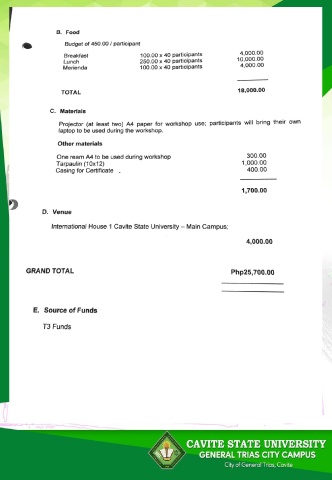 B. Food
Budget of 450.00 / participant
Breakfast 100.00 x 40 participants 4,000.00
Lunch 250.00 x 40 participants 10,000.00
Merienda 100.00 x 40 participants 4,000.00
TOTAL 18,000.00
C. Materials
Projector (at least two) A4 paper for workshop use; participants will bring their own
laptop to be used during the workshop.
Other materials
One ream A4 to be used during workshop 300.00
Tarpaulin (10x12) 1,000.00
Casing for Certificate 400.00
1,700.00
D. Venue
International House 1 Cavite State University – Main Campus;
4,000.00
GRAND TOTAL Php25,700.00
E. Source of Funds
T3 Funds
CAVITE STATE UNIVERSITY
GENERAL TRIAS CITY CAMPUS
City of General Trias, Cavite